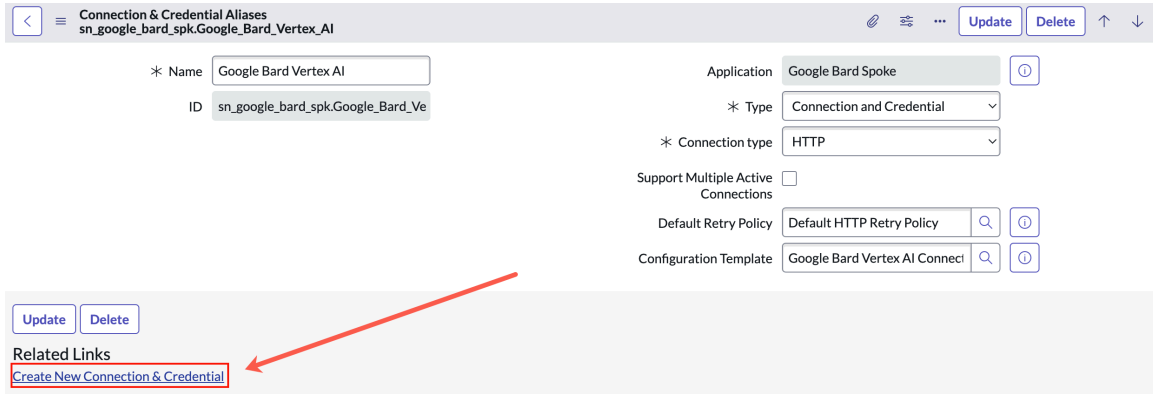 Connection & Credential Aliases
sn_google_bard_spk.Google_Bard_Vertex_AI
Update
Delete
Name
Google Bard Vertex AI
ID
sn_google_bard_spk.Google_Bard_Ve
Application
Google Bard Spoke
Type
Connection and Credential
Connection type
HTTP
Support Multiple Active
Connections
Default Retry Policy
Default HTTP Retry Policy
Configuration Template
Google Bard Vertex AI Connect
Update
Delete
Related Links
Create New Connection & Credential